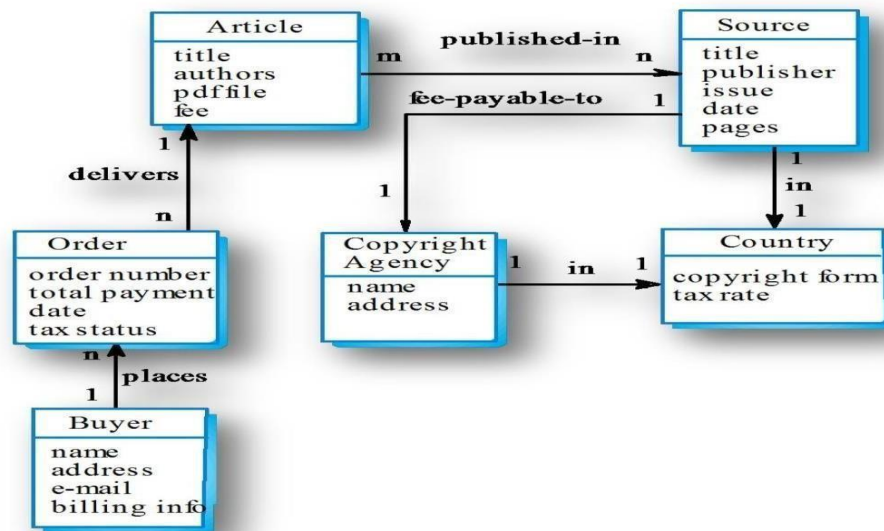 Article
title
authors
pdf file
fee
m
published-in
n
Source
title
publisher
issue
date
pages
fee-payable-to
1
1
delivers
n
1
1
in
1
Order
order number
total payment
date
tax status
Copyright
Agency
name
address
1
in
1
Country
copyright form
tax rate
n
places
1
Buyer
name
address
e-mail
billing info